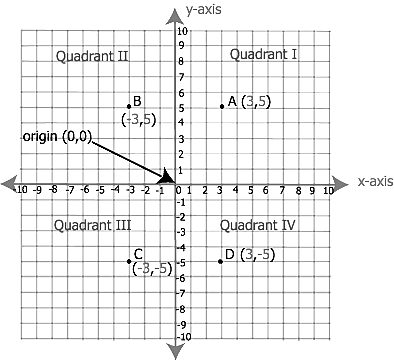 y-axis
10
Quadrant II
9
Quadrant I
8
7
6
B
5
A (3,5)
(-3,5)
4
origin (0,0)
3
2
1
-10 -9 -8 -7 -6 -5 -4 -3 -2 -1 0 1 2 3 4 5 6 7 8 9 10
x-axis
-1
-2
Quadrant III
-3
Quadrant IV
-4
C
-5
D (3,-5)
(-3,-5)
-6
-7
-8
-9
-10